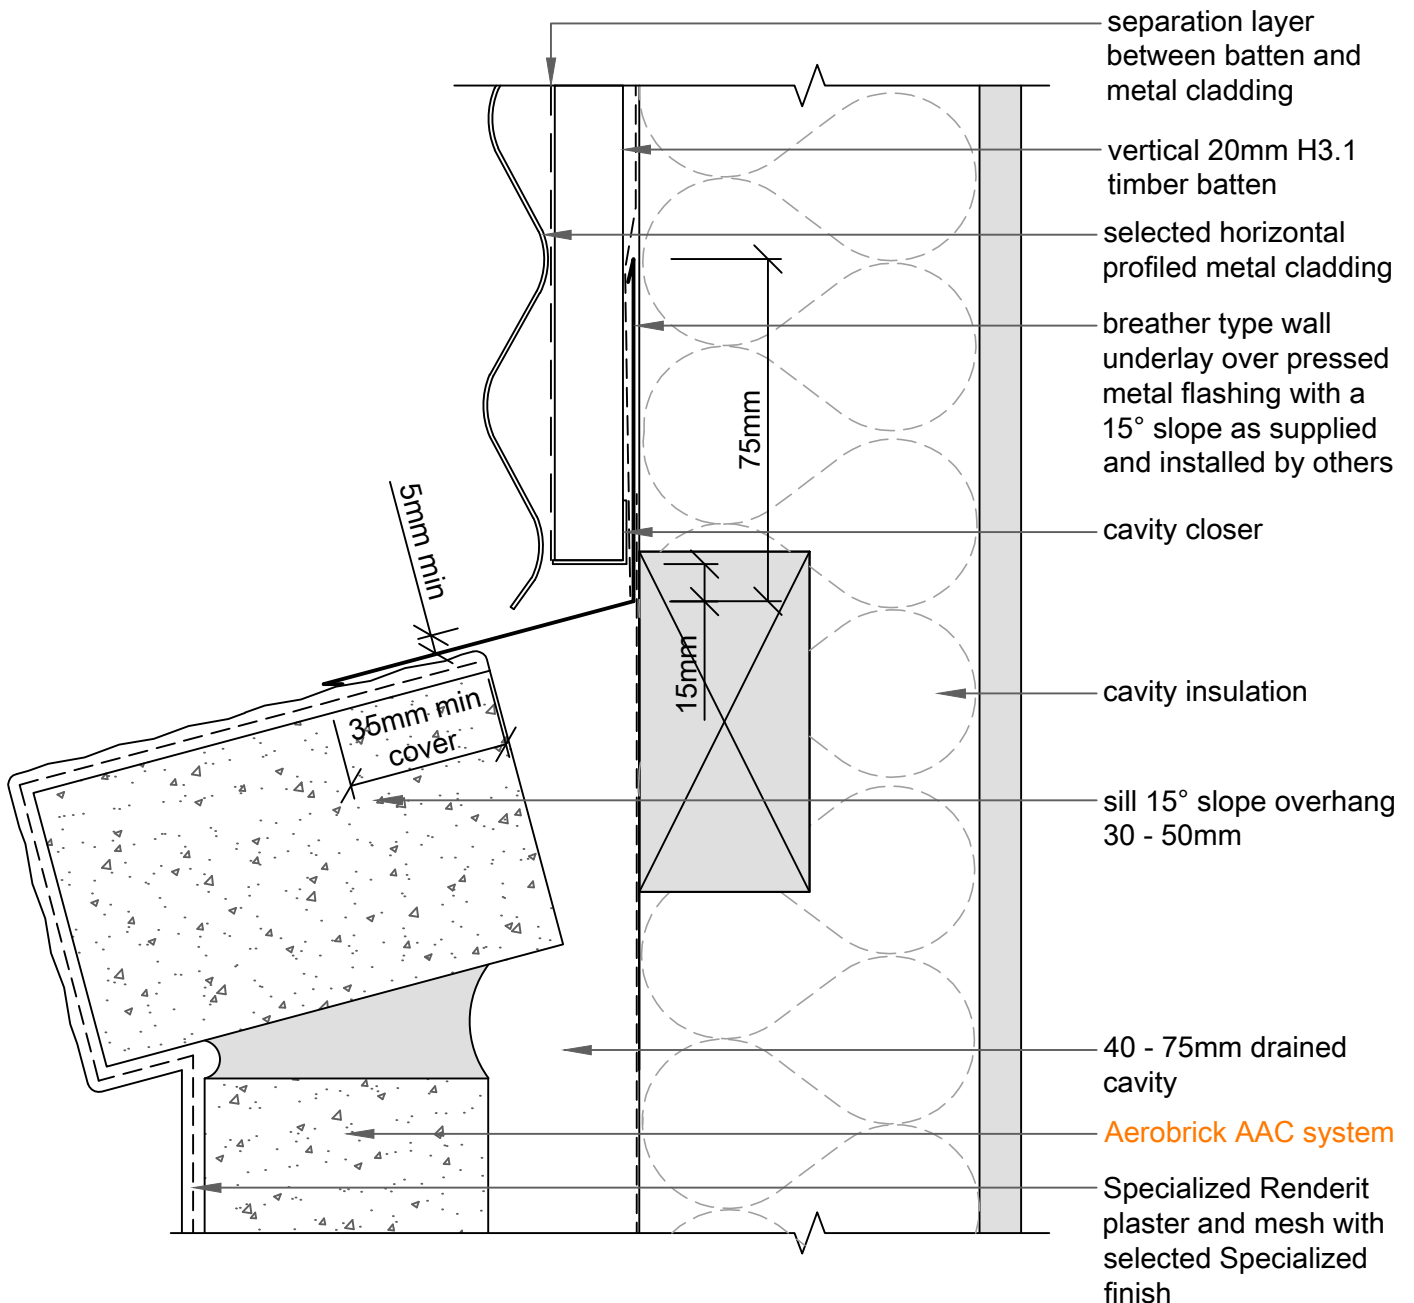 separation layer
between batten and
metal cladding
vertical 20mm H3.1
timber batten
selected horizontal
profiled metal cladding
breather type wall
underlay over pressed
metal flashing with a
15° slope as supplied
and installed by others
75mm
5mm min
cavity closer
15mm
35mm min
cover
cavity insulation
sill 15° slope overhang
30 - 50mm
40 - 75mm drained
cavity
Aerobrick AAC system
Specialized Renderit
plaster and mesh with
selected Specialized
finish